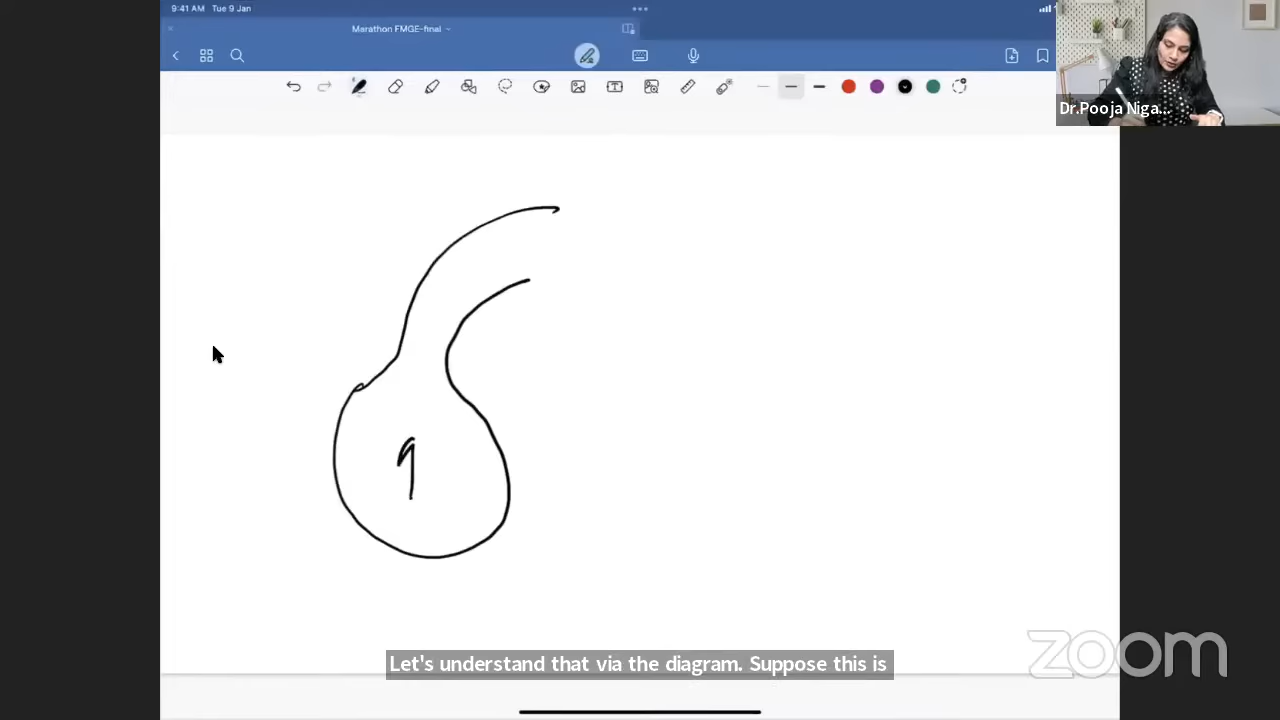 9:41 AM Tue 9 Jan
Marathon FMGE-final
Dr.Pooja Niga...
1
Let's understand that via the diagram. Suppose this is
zoom